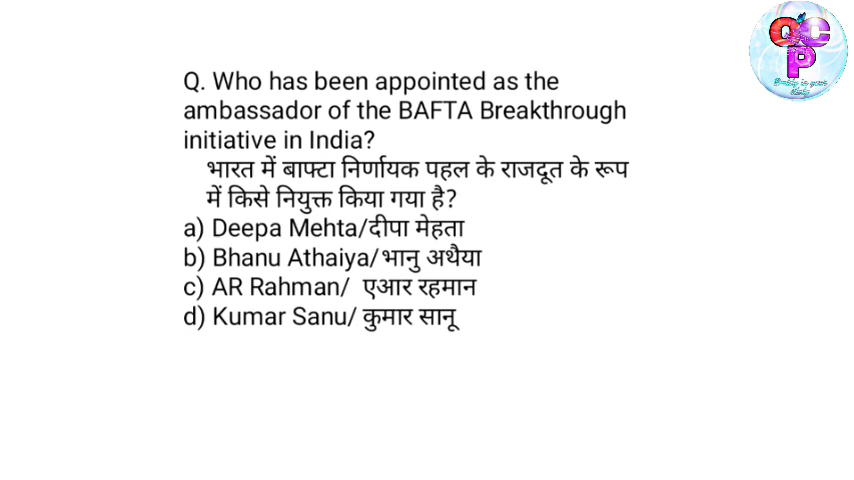 Q. Who has been appointed as the
ambassador of the BAFTA Breakthrough
initiative in India?
भारत में बाफ्टा निर्णायक पहल के राजदूत के रूप
में किसे नियुक्त किया गया है?
a) Deepa Mehta/दीपा मेहता
b) Bhanu Athaiya/भानु अथैया
c) AR Rahman/ एआर रहमान
d) Kumar Sanu/ कुमार सानू
QCP